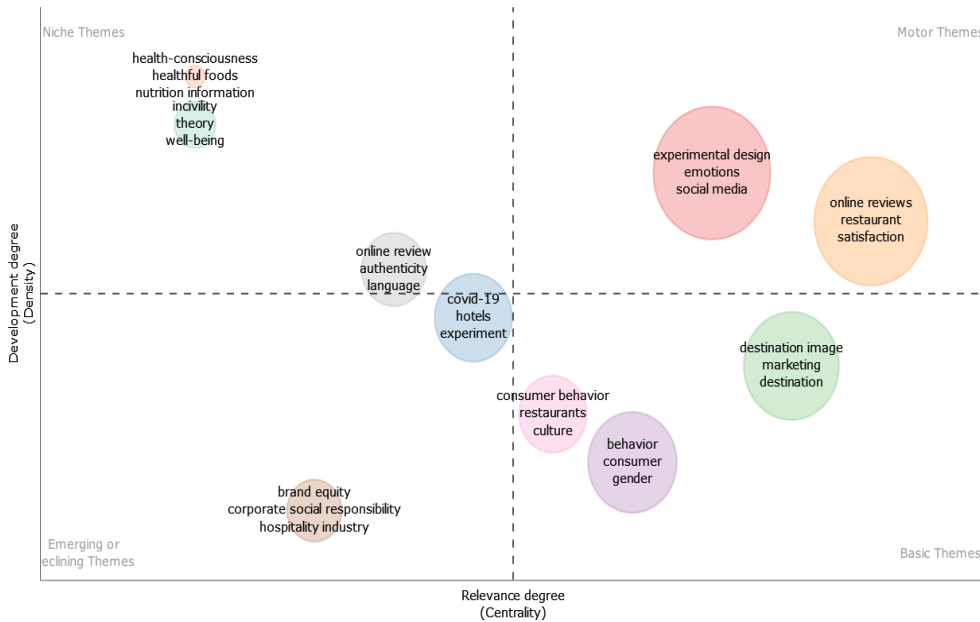 Niche Themes
Motor Themes
health-consciousness
healthful foods
nutrition information
incivility
theory
well-being
experimental design
emotions
social media
online reviews
restaurant
satisfaction
online review
authenticity
language
covid-19
hotels
experiment
destination image
marketing
destination
consumer behavior
restaurants
culture
behavior
consumer
gender
brand equity
corporate social responsibility
hospitality industry
Emerging or
eclining Themes
Basic Themes
Development degree
(Density)
Relevance degree
(Centrality)